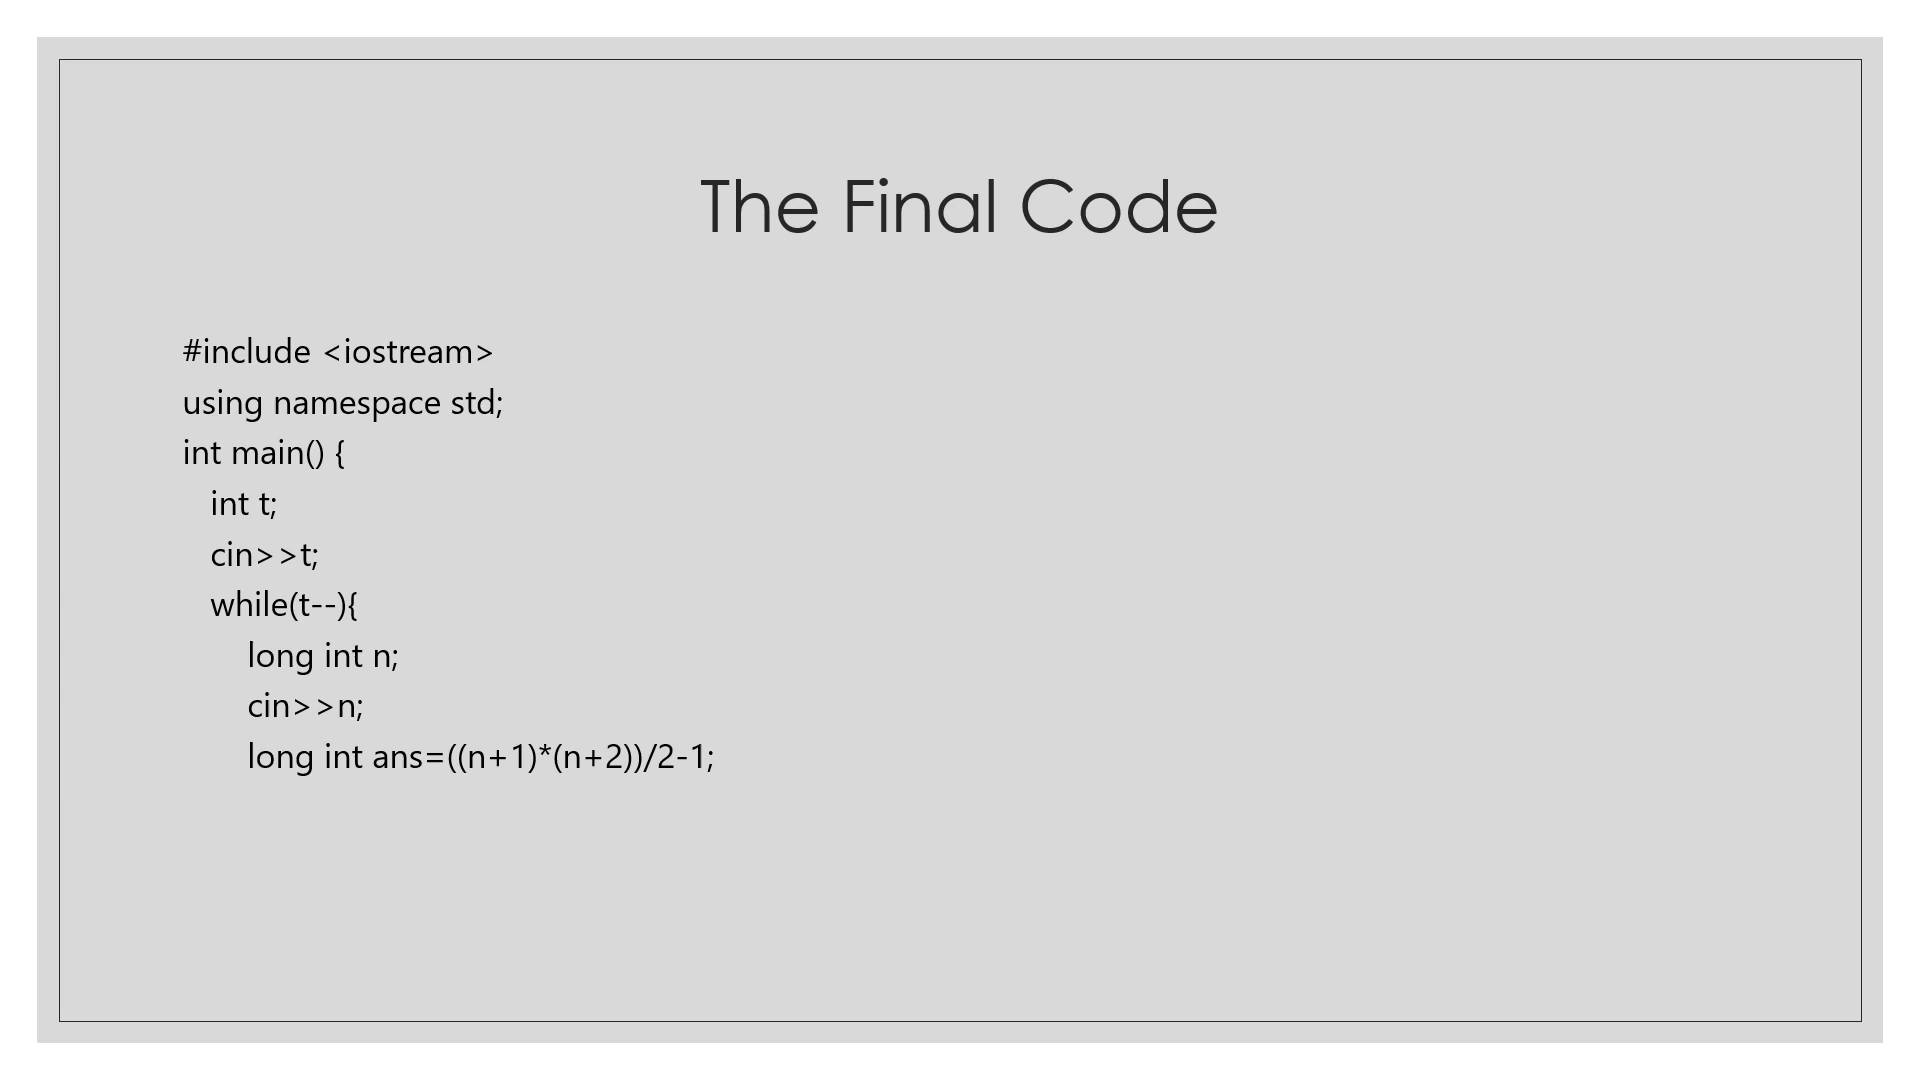 The Final Code
#include <iostream>
using namespace std;
int main() {
int t;
cin>>t;
while(t--){
long int n;
cin>>n;
long int ans=((n+1)*(n+2))/2-1;